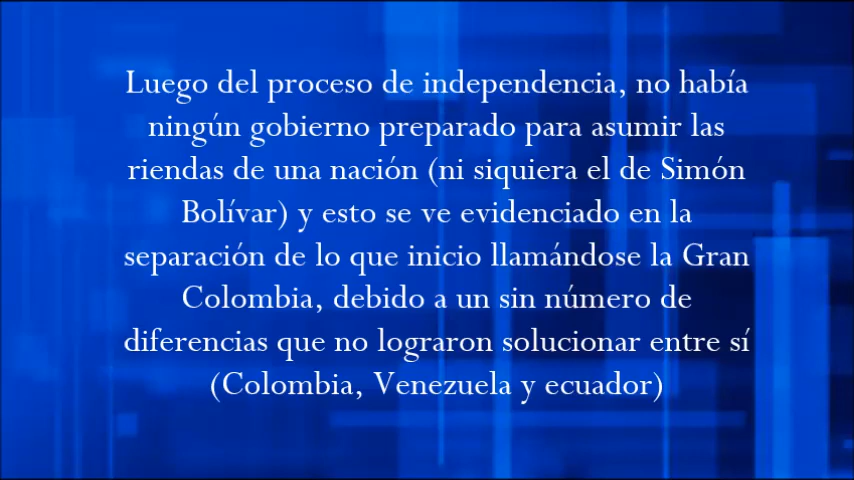 Luego del proceso de independencia, no había
ningún gobierno preparado para asumir las
riendas de una nación (ni siquiera el de Simón
Bolívar) y esto se ve evidenciado en la
separación de lo que inicio llamándose la Gran
Colombia, debido a un sin número de
diferencias que no lograron solucionar entre sí
(Colombia, Venezuela y ecuador)